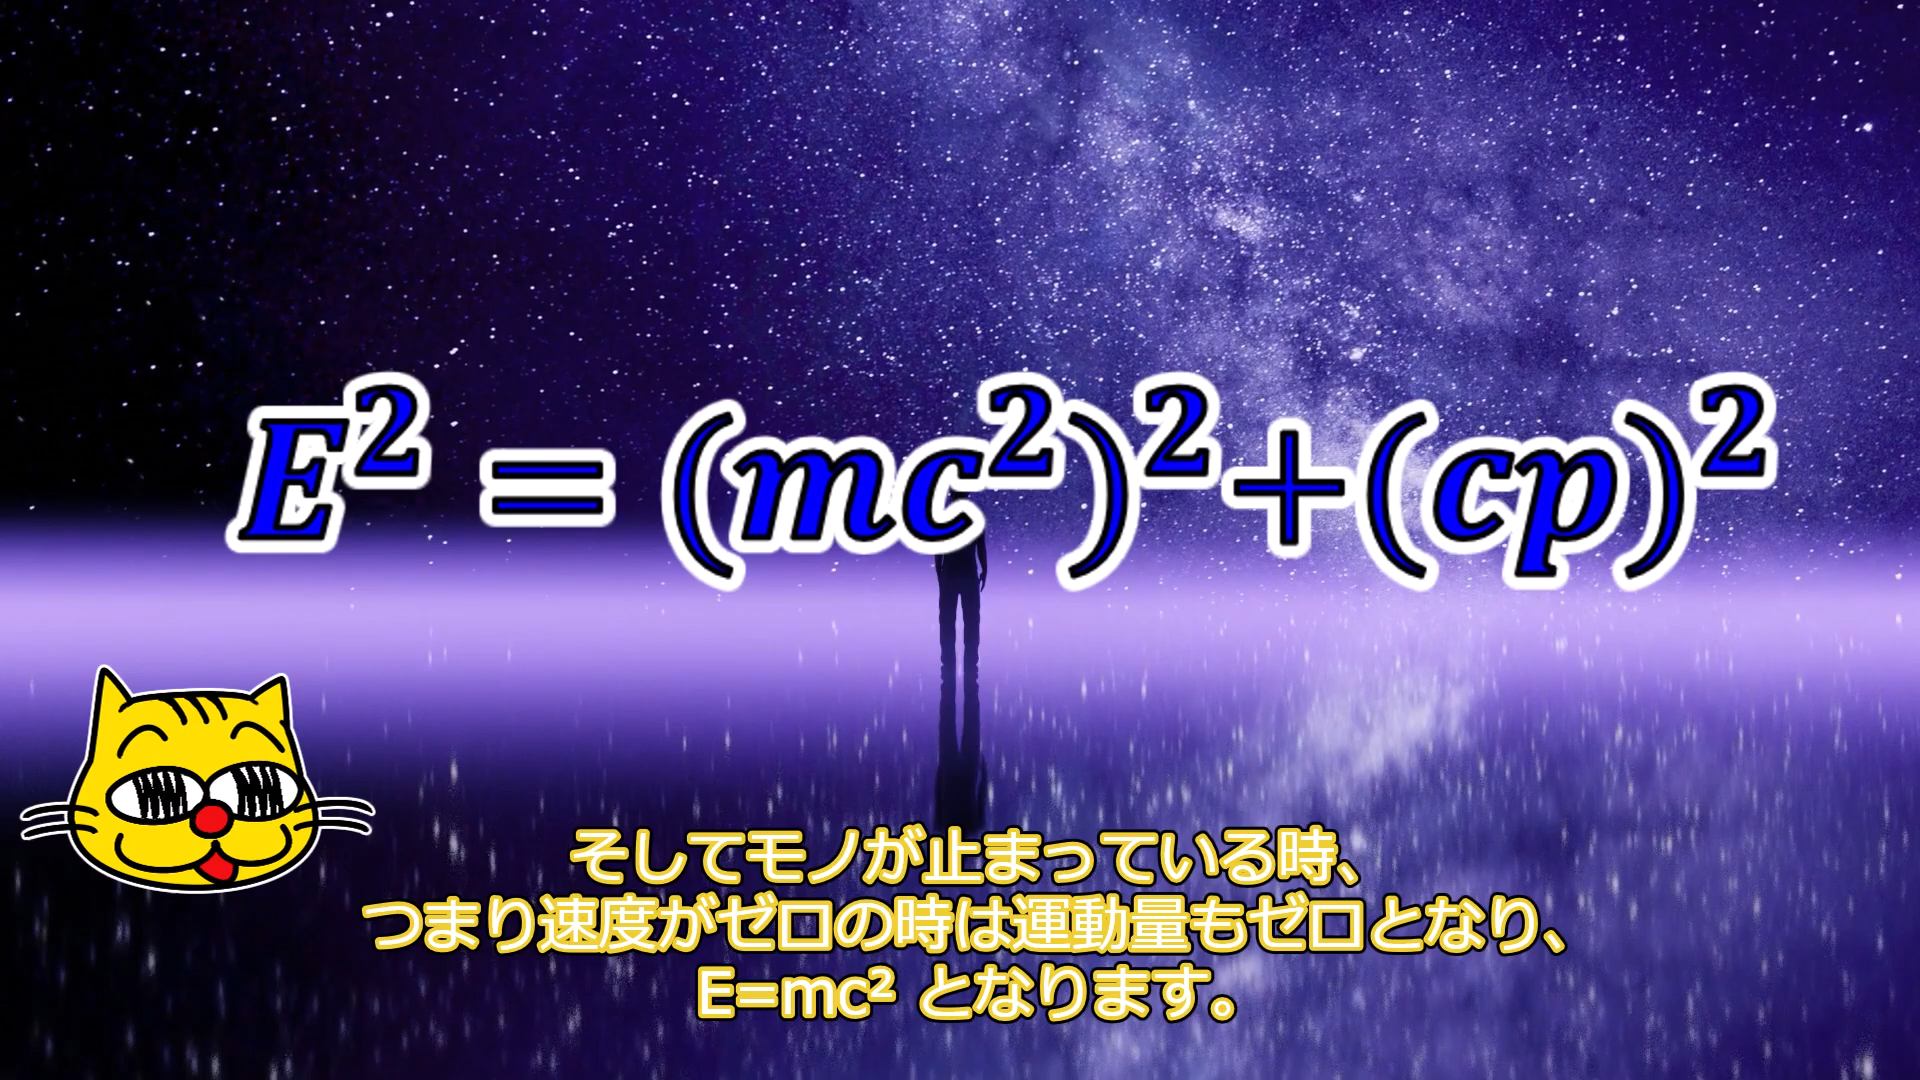 E² = (mc²)²+(cp)²
そしてモノが止まっている時、
つまり速度がゼロの時は運動量もゼロとなり、
E=mc² となります。